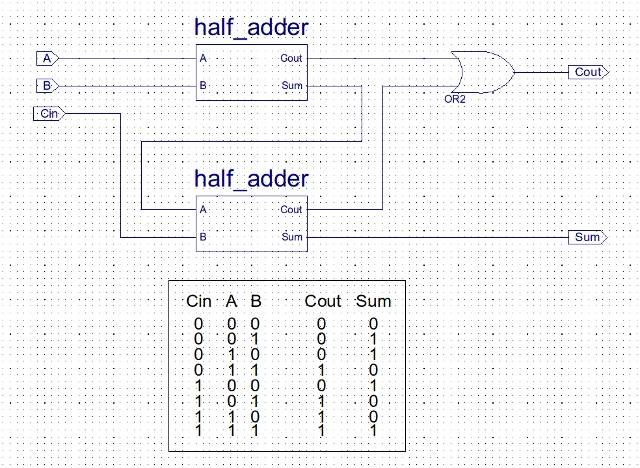 half_adder
A A Cout
B B Sum
Cout
OR2
Cin
half_adder
A Cout
B Sum
Sum
Cin A B Cout Sum
0 0 0 0 0
0 0 1 0 1
0 1 0 0 1
0 1 1 1 0
1 0 0 0 1
1 0 1 1 0
1 1 0 1 0
1 1 1 1 1